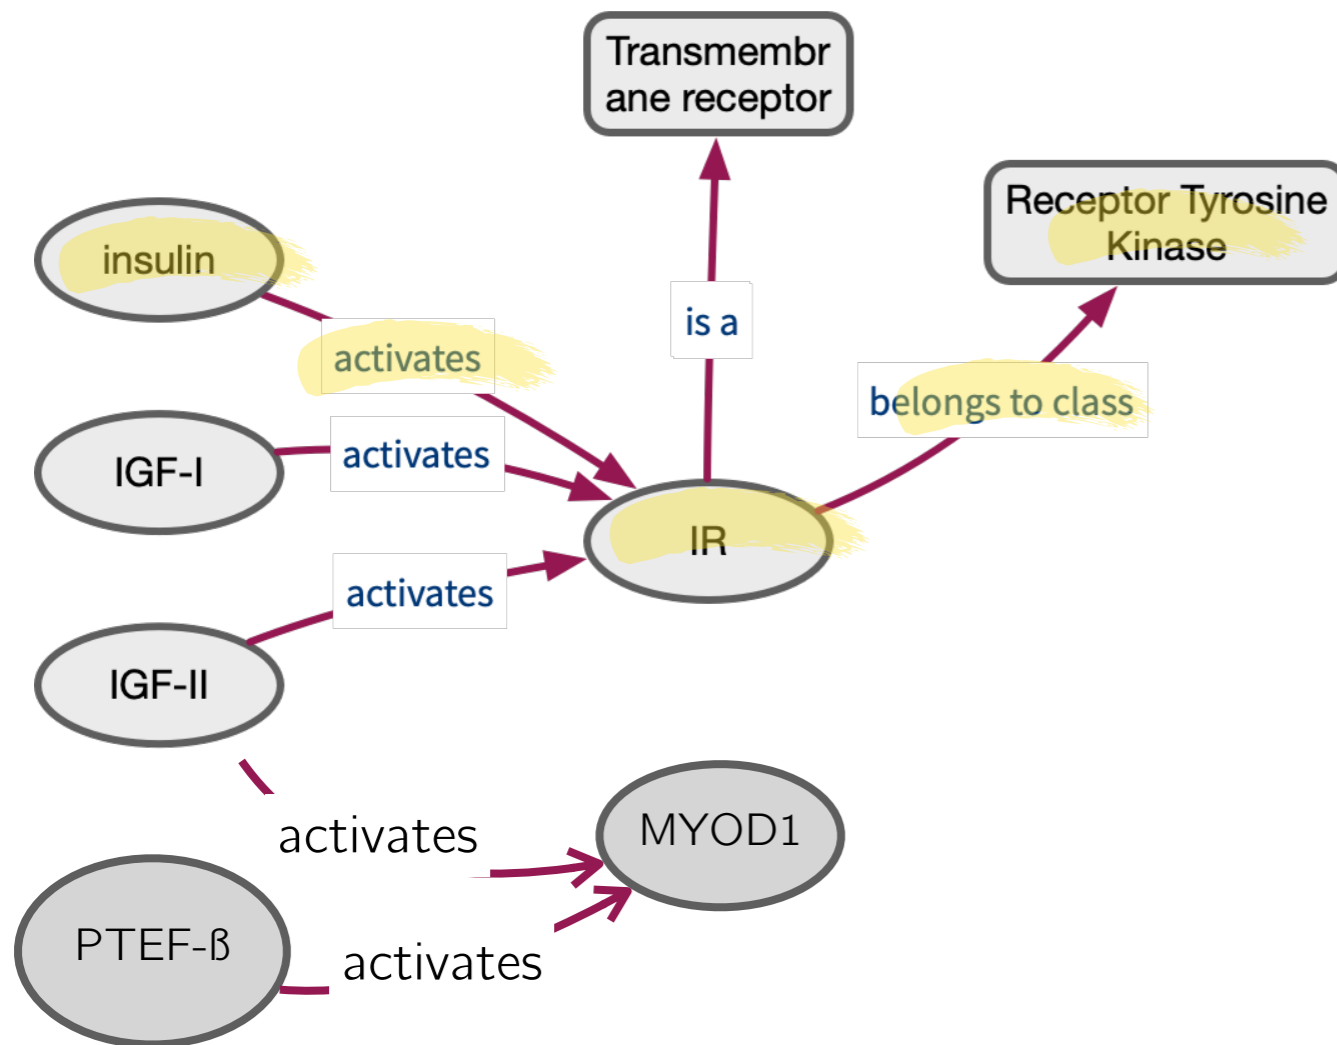 Transmembr
ane receptor
Receptor Tyrosine
Kinase
insulin
is a
activates
belongs to class
IGF-I
activates
IR
activates
IGF-II
activates
MYOD1
PTEF-ß
activates